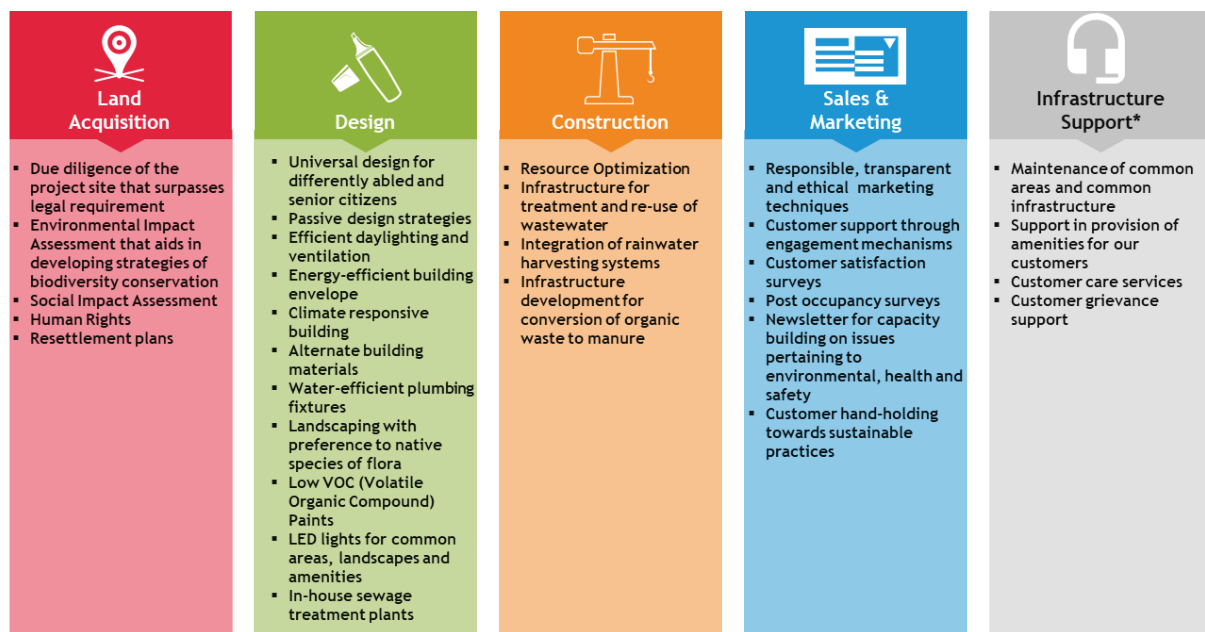 Land
Acquisition
▪ Due diligence of the
project site that surpasses
legal requirement
▪ Environmental Impact
Assessment that aids in
developing strategies of
biodiversity conservation
▪ Social Impact Assessment
▪ Human Rights
▪ Resettlement plans
Design
▪ Universal design for
differently abled and
senior citizens
▪ Passive design strategies
▪ Efficient daylighting and
ventilation
▪ Energy-efficient building
envelope
▪ Climate responsive
building
▪ Alternate building
materials
▪ Water-efficient plumbing
fixtures
▪ Landscaping with
preference to native
species of flora
▪ Low VOC (Volatile
Organic Compound)
Paints
▪ LED lights for common
areas, landscapes and
amenities
▪ In-house sewage
treatment plants
Construction
▪ Resource Optimization
▪ Infrastructure for
treatment and re-use of
wastewater
▪ Integration of rainwater
harvesting systems
▪ Infrastructure
development for
conversion of organic
waste to manure
Sales &
Marketing
▪ Responsible, transparent
and ethical marketing
techniques
▪ Customer support through
engagement mechanisms
▪ Customer satisfaction
surveys
▪ Post occupancy surveys
▪ Newsletter for capacity
building on issues
pertaining to
environmental, health and
safety
▪ Customer hand-holding
towards sustainable
practices
Infrastructure
Support*
▪ Maintenance of common
areas and common
infrastructure
▪ Support in provision of
amenities for our
customers
▪ Customer care services
▪ Customer grievance
support